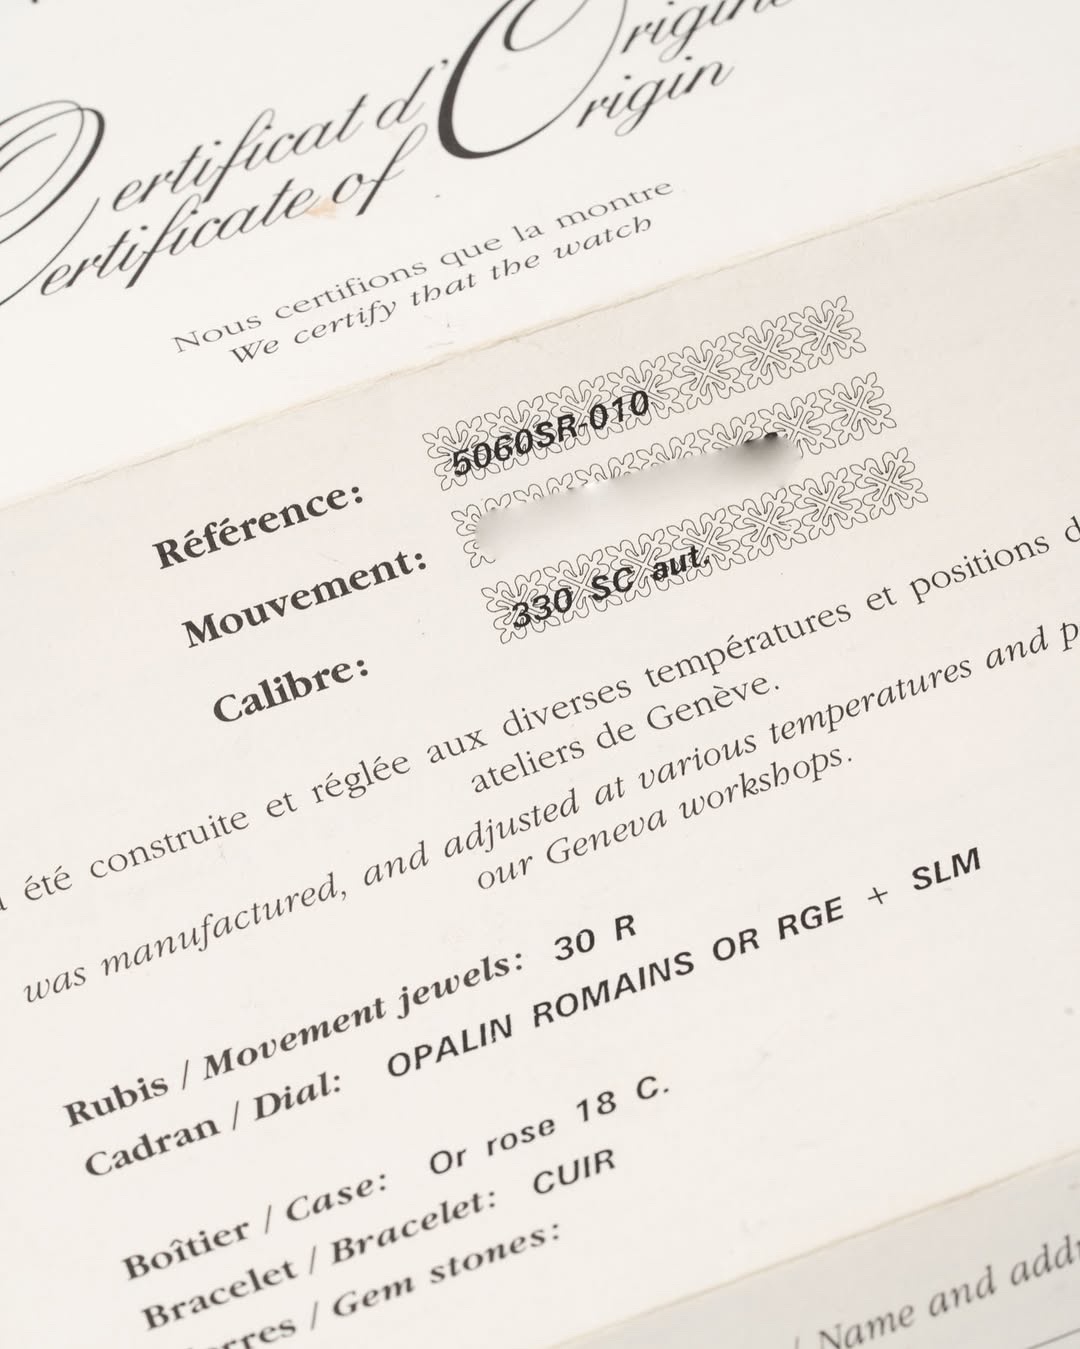 Certificat d'Origine
Certificate of Origin
Nous certifions que la montre
We certify that the watch
Référence: 5060SR-010
Mouvement:
Calibre: 330 SC aut.
été construite et réglée aux diverses températures et positions
ateliers de Genève.
was manufactured, and adjusted at various temperatures and
our Geneva workshops.
Rubis / Movement jewels: 30 R
Cadran / Dial: OPALIN ROMAINS OR RGE + SLM
Boîtier / Case: Or rose 18 C.
Bracelet / Bracelet: CUIR
/ Gem stones:
/ Name and